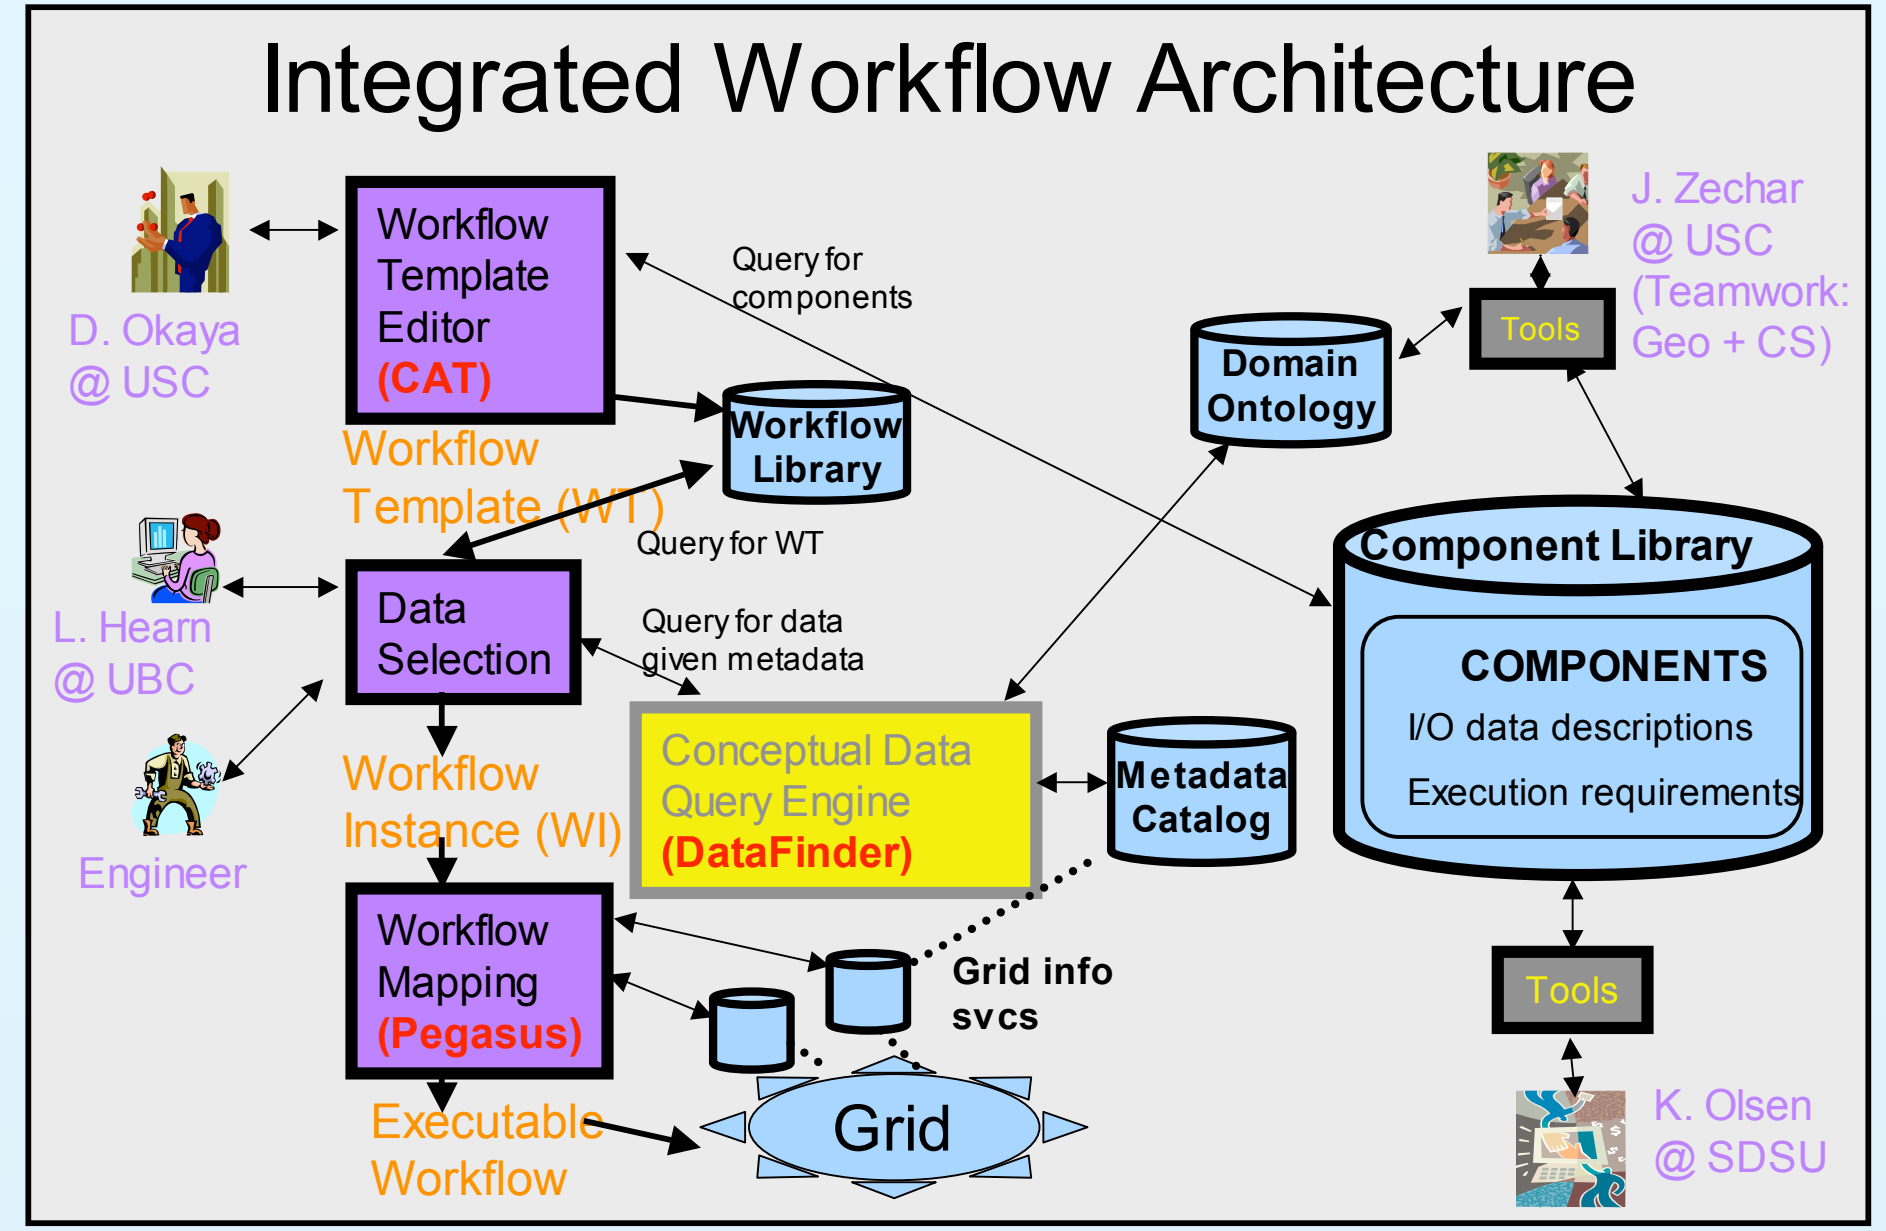 Integrated Workflow Architecture
D. Okaya
@ USC
Workflow
Template
Editor
(CAT)
Query for
components
J. Zechar
@ USC
(Teamwork:
Geo + CS)
Tools
Domain
Ontology
Workflow
Template (WT)
Workflow
Library
Query for WT
L. Hearn
@ UBC
Data
Selection
Query for data
given metadata
Component Library
COMPONENTS
I/O data descriptions
Execution requirements
Engineer
Workflow
Instance (WI)
Conceptual Data
Query Engine
(DataFinder)
Metadata
Catalog
Workflow
Mapping
(Pegasus)
Grid info
svcs
Tools
Executable
Workflow
Grid
K. Olsen
@ SDSU